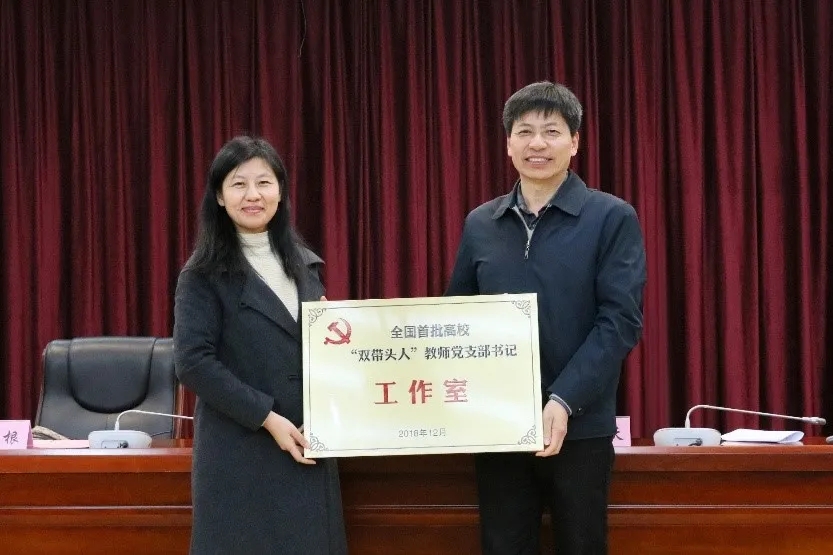 全国首批高校
“双带头人”教师党支部书记
工作室
2018年12月
根